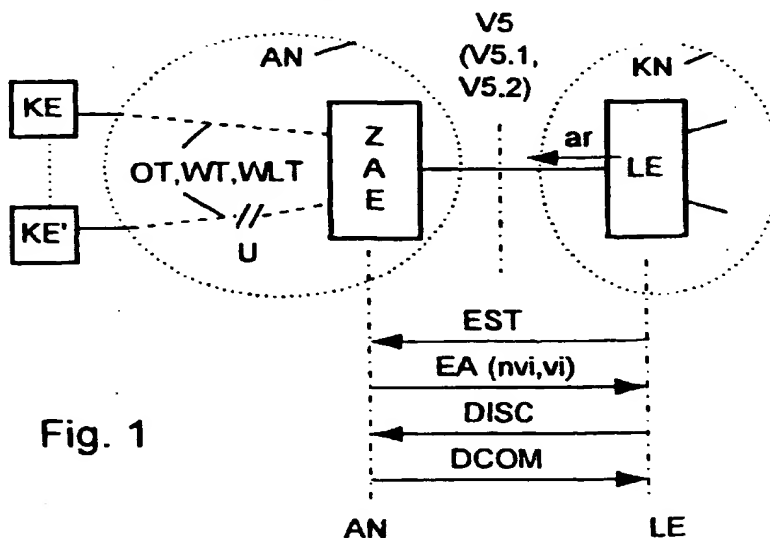 AN
V5
(V5.1,
V5.2)
KN
KE
Z
A
E
ar
LE
OT,WT,WLT
KE'
U
EST
EA (nvi,vi)
DISC
DCOM
Fig. 1
AN
LE